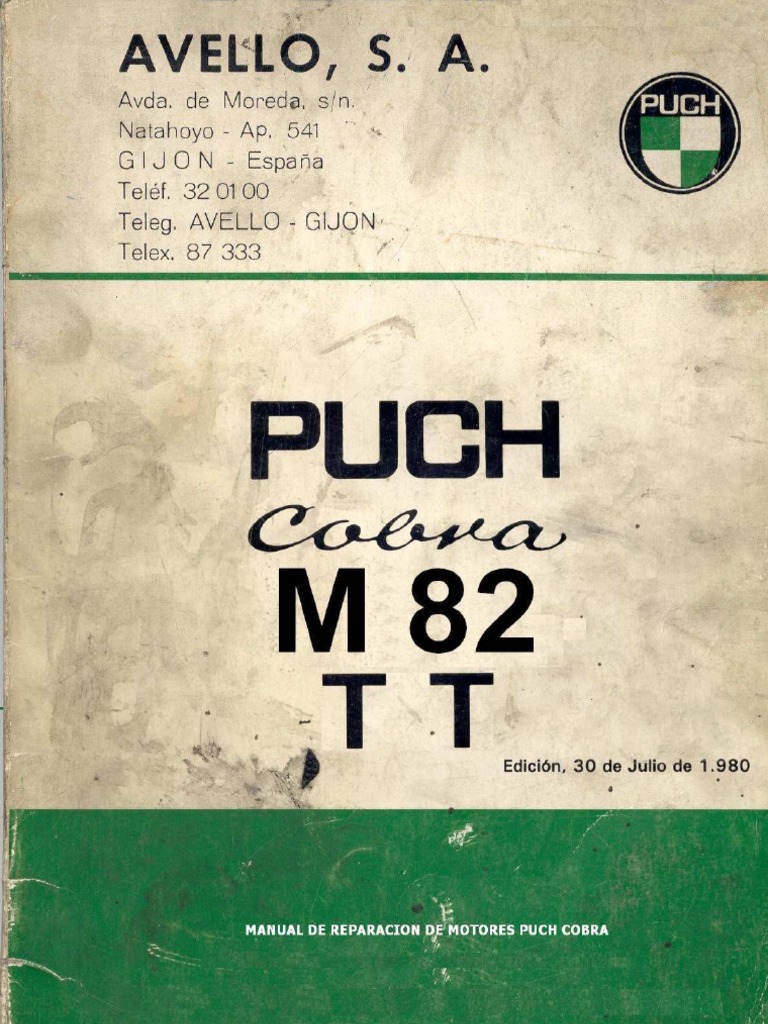 AVELLO, S. A.
Avda. de Moreda, s/n.
Natahoyo - Ap. 541
GIJON - España
Teléf. 32 01 00
Teleg. AVELLO - GIJON
Telex. 87 333
PUCH
PUCH
Cobra
M 82
T T
Edición, 30 de Julio de 1.980
MANUAL DE REPARACION DE MOTORES PUCH COBRA